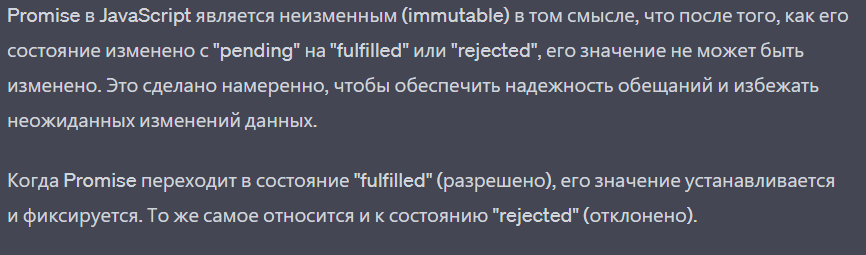 Promise в JavaScript является неизменным (immutable) в том смысле, что после того, как его
состояние изменено с "pending" на "fulfilled" или "rejected", его значение не может быть
изменено. Это сделано намеренно, чтобы обеспечить надежность обещаний и избежать
неожиданных изменений данных.
Когда Promise переходит в состояние "fulfilled" (разрешено), его значение устанавливается
и фиксируется. То же самое относится и к состоянию "rejected" (отклонено).